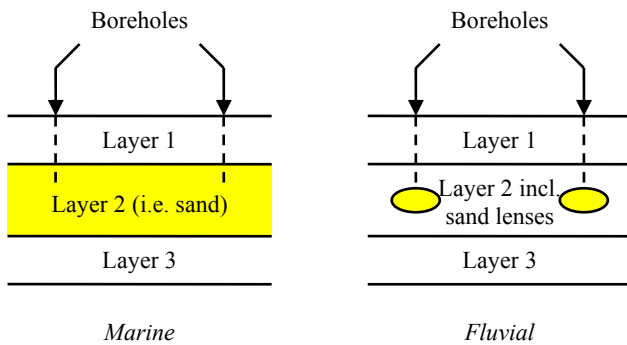 Boreholes
Layer 1
Layer 2 (i.e. sand)
Layer 3
Marine
Boreholes
Layer 1
Layer 2 incl.
sand lenses
Layer 3
Fluvial